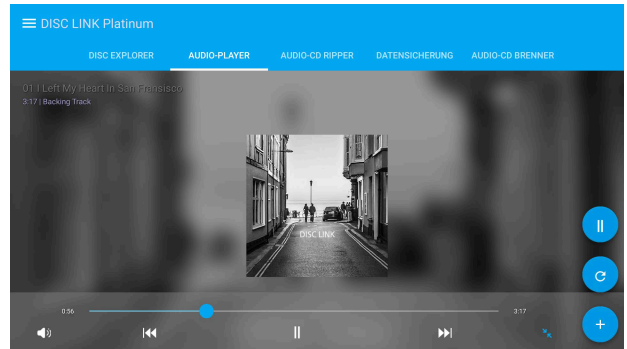 DISC LINK Platinum
DISC EXPLORER AUDIO-PLAYER AUDIO-CD RIPPER DATENSICHERUNG AUDIO-CD BRENNER
01 I Left My Heart In San Fransisco
3:17 | Backing Track
DISC LINK
0:56 3:17